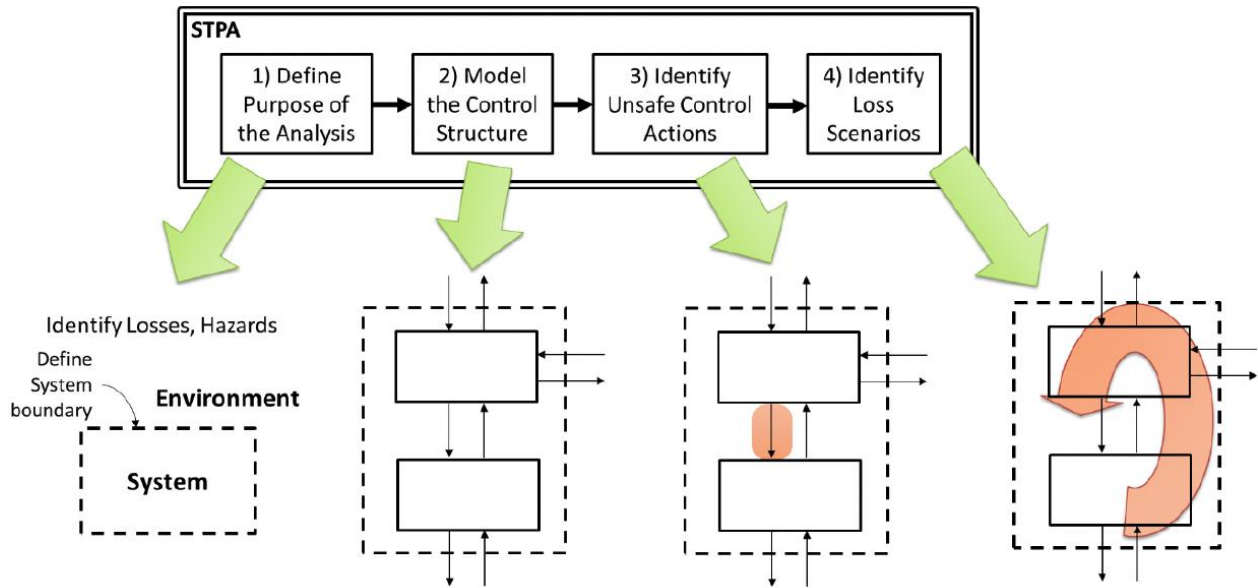 STPA
1) Define
Purpose of
the Analysis
2) Model
the Control
Structure
3) Identify
Unsafe Control
Actions
4) Identify
Loss
Scenarios
Identify Losses, Hazards
Define
System
boundary
Environment
System